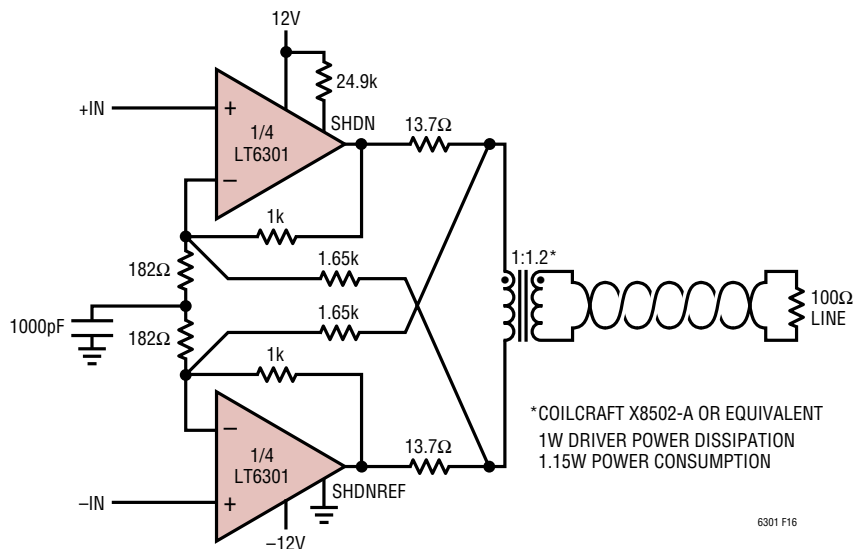 12V
24.9k
+IN
+
SHDN
13.7Ω
1/4
LT6301
–
1k
182Ω
1.65k
1:1.2*
1000pF
1.65k
182Ω
100Ω
LINE
1k
–
*COILCRAFT X8502-A OR EQUIVALENT
1W DRIVER POWER DISSIPATION
1.15W POWER CONSUMPTION
1/4
LT6301
13.7Ω
SHDNREF
–IN
+
–12V
6301 F16